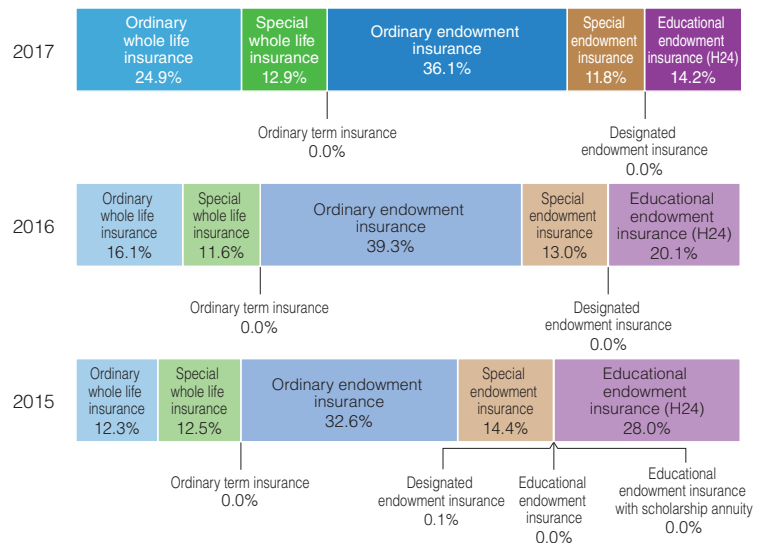 2017
Ordinary
whole life
insurance
24.9%
Special
whole life
insurance
12.9%
Ordinary endowment
insurance
36.1%
Special
endowment
insurance
11.8%
Educational
endowment
insurance (H24)
14.2%
Ordinary term insurance
0.0%
Designated
endowment insurance
0.0%
2016
Ordinary
whole life
insurance
16.1%
Special
whole life
insurance
11.6%
Ordinary endowment
insurance
39.3%
Special
endowment
insurance
13.0%
Educational
endowment
insurance (H24)
20.1%
Ordinary term insurance
0.0%
Designated
endowment insurance
0.0%
2015
Ordinary
whole life
insurance
12.3%
Special
whole life
insurance
12.5%
Ordinary endowment
insurance
32.6%
Special
endowment
insurance
14.4%
Educational
endowment
insurance (H24)
28.0%
Ordinary term insurance
0.0%
Designated
endowment insurance
0.1%
Educational
endowment
insurance
0.0%
Educational
endowment insurance
with scholarship annuity
0.0%